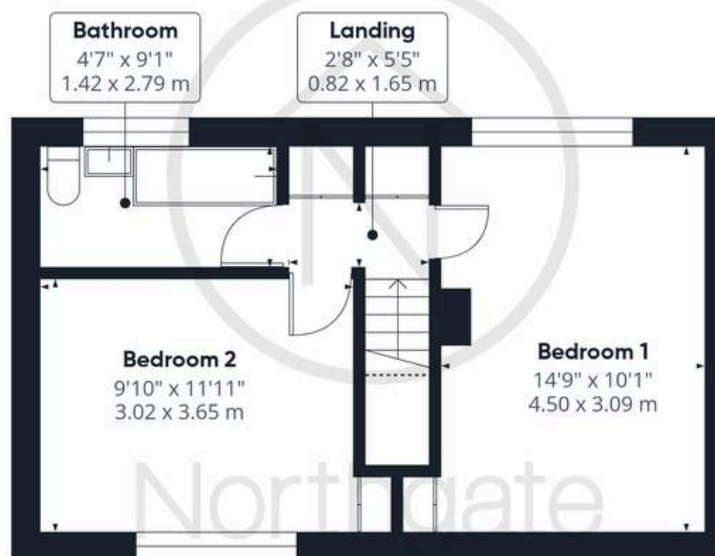 Bathroom
4'7" x 9'1"
1.42 x 2.79 m
Landing
2'8" x 5'5"
0.82 x 1.65 m
Bedroom 2
9'10" x 11'11"
3.02 x 3.65 m
Bedroom 1
14'9" x 10'1"
4.50 x 3.09 m
Northgate